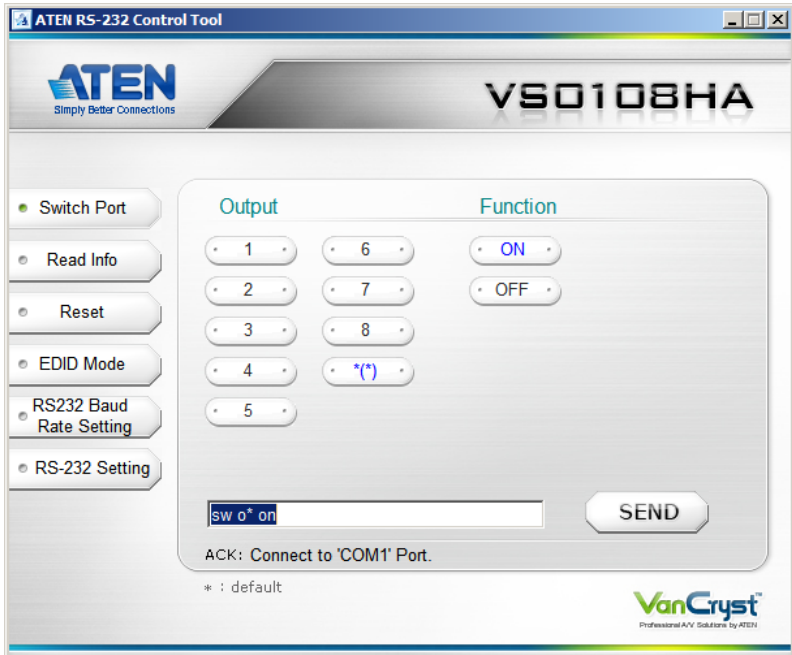 ATEN RS-232 Control Tool
ATEN
Simply Better Connections
VS0108HA
Switch Port
Read Info
Reset
EDID Mode
RS232 Baud
Rate Setting
RS-232 Setting
Output
Function
1
6
ON
2
7
OFF
3
8
4
*(*)
5
sw o* on
SEND
ACK: Connect to 'COM1' Port.
* : default
VanCryst™
Professional A/V Solutions by ATEN